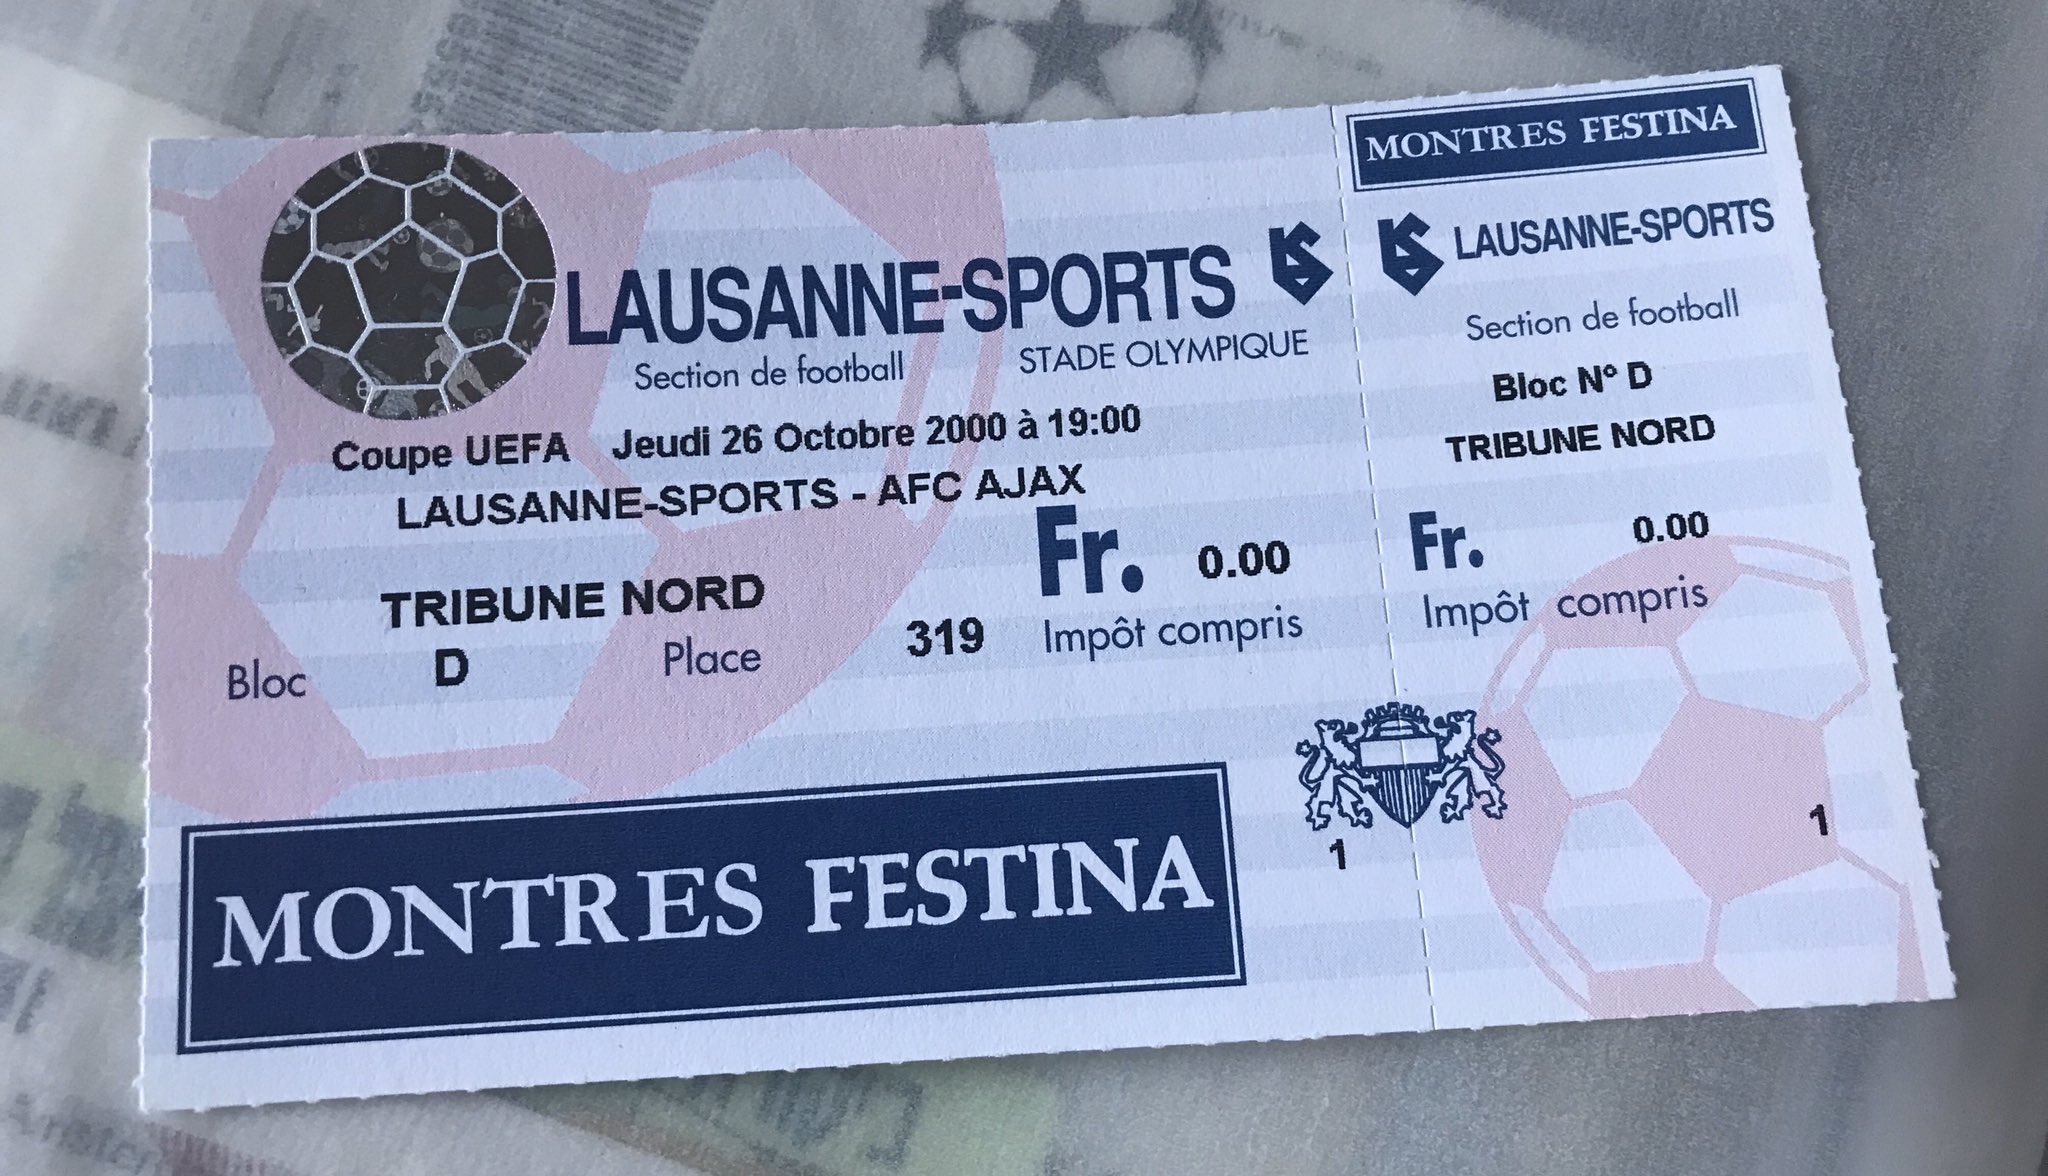 LAUSANNE-SPORTS
Section de football STADE OLYMPIQUE
Coupe UEFA Jeudi 26 Octobre 2000 à 19:00
LAUSANNE-SPORTS - AFC AJAX
Fr. 0.00
TRIBUNE NORD
Bloc D Place 319 Impôt compris
MONTRES FESTINA
1
MONTRES FESTINA
LAUSANNE-SPORTS
Section de football
Bloc N° D
TRIBUNE NORD
Fr. 0.00
Impôt compris
1